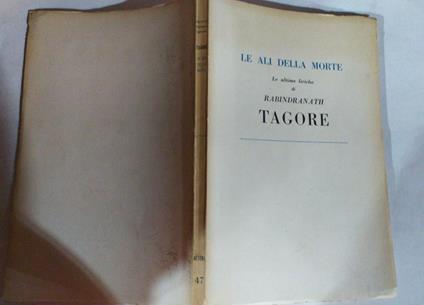 LE ALI DELLA MORTE
Le ultime liriche
di
RABINDRANATH
TAGORE
47